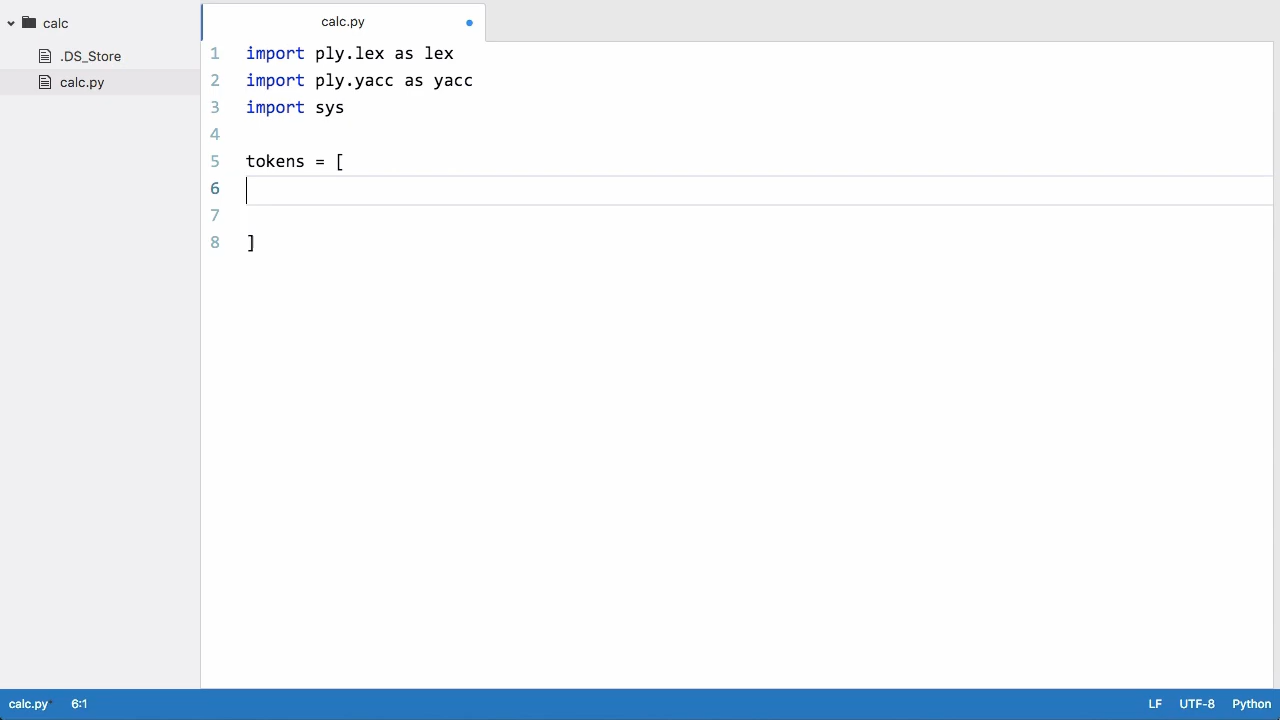 calc
.DS_Store
calc.py
calc.py
1 import ply.lex as lex
2 import ply.yacc as yacc
3 import sys
4
5 tokens = [
6
7
8 ]
calc.py* 6:1 LF UTF-8 Python